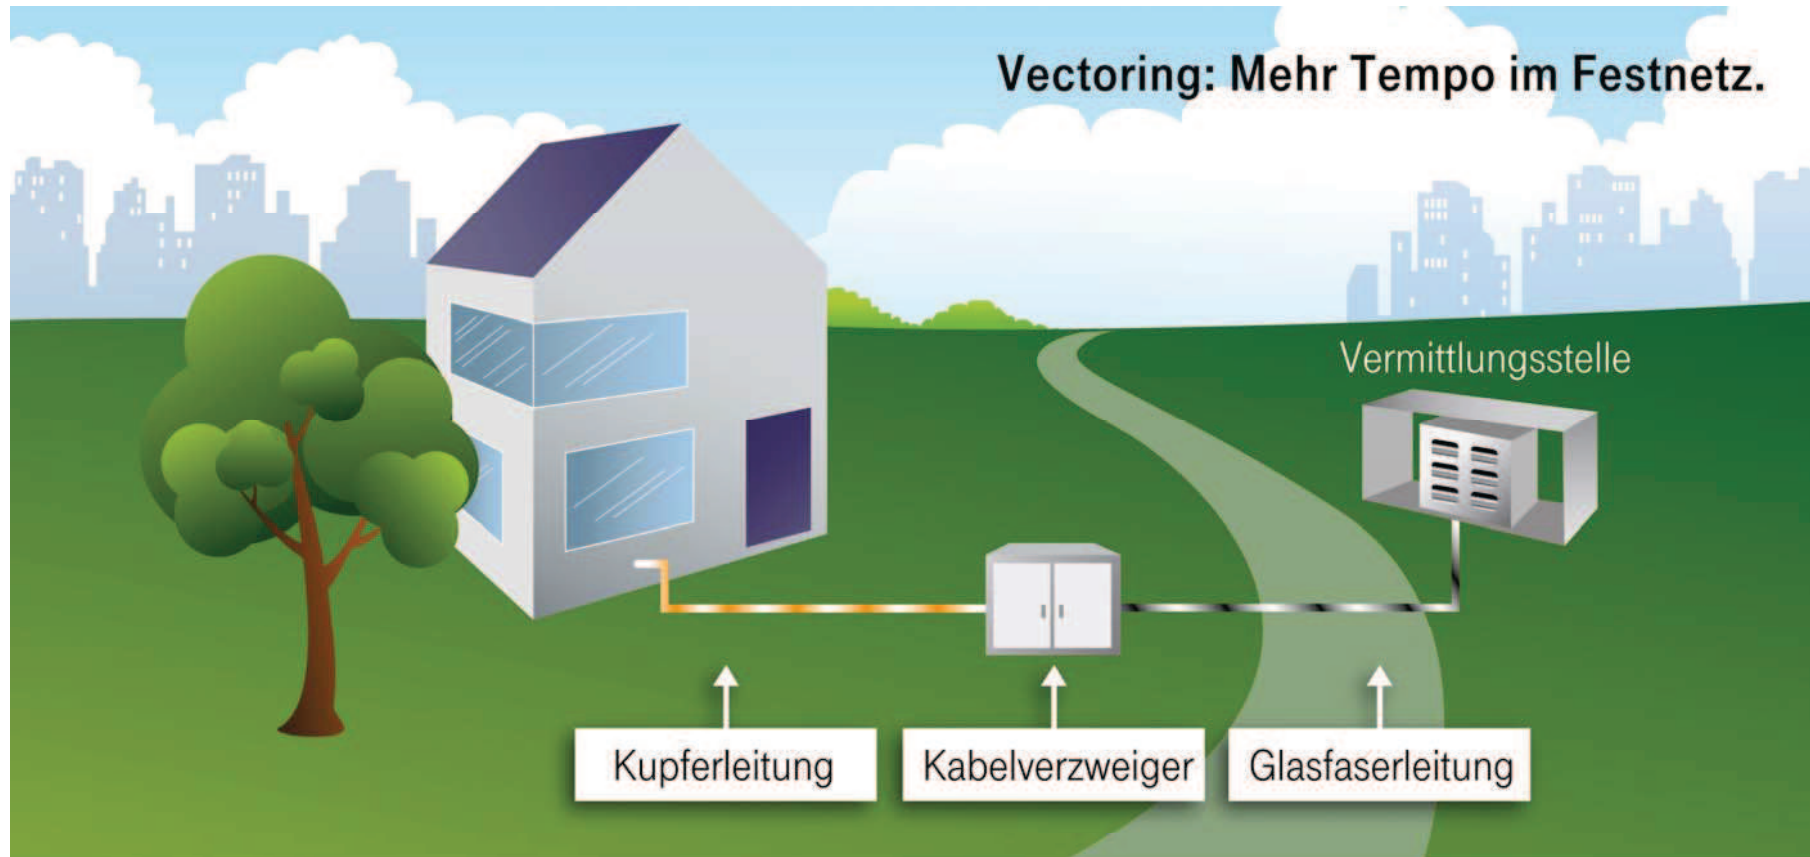 Vectoring: Mehr Tempo im Festnetz.
Vermittlungsstelle
Kupferleitung
Kabelverzweiger
Glasfaserleitung